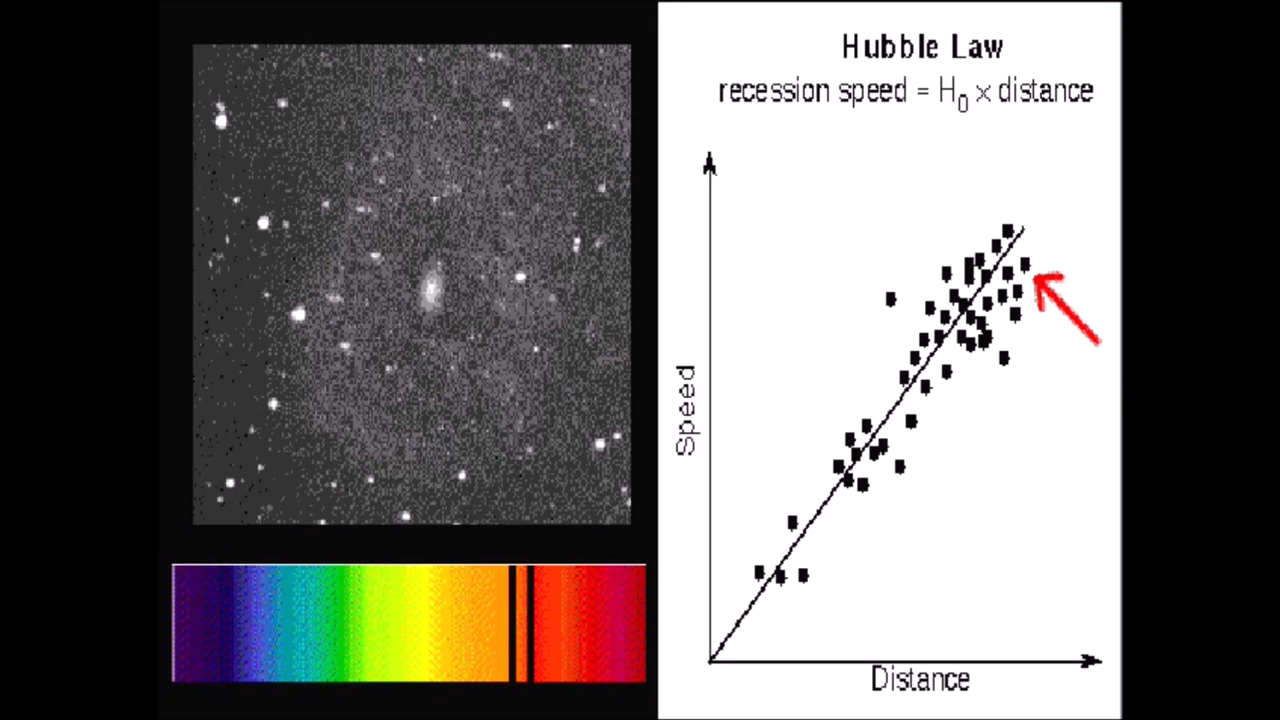 Hubble Law
recession speed = H₀ × distance
Speed
Distance